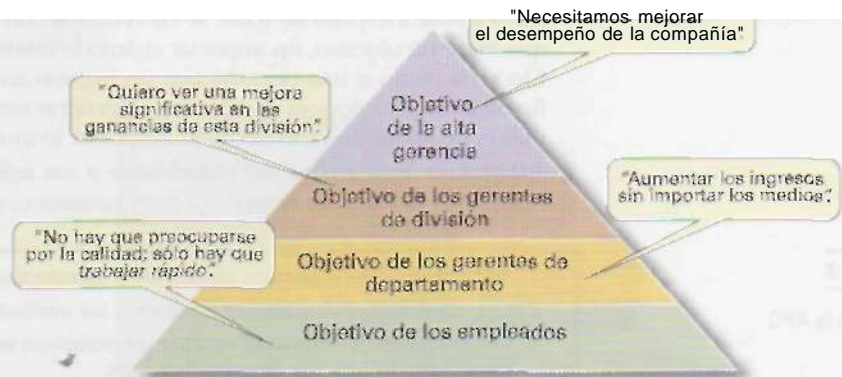 "Necesitamos mejorar
el desempeño de la compañía".
"Quiero ver una mejora
significativa en las
ganancias de esta división".
Objetivo
de la alta
gerencia
Objetivo de los gerentes
de división
"Aumentar los ingresos
sin importar los medios".
"No hay que preocuparse
por la calidad; sólo hay que
trabajar rápido".
Objetivo de los gerentes de
departamento
Objetivo de los empleados
la APO